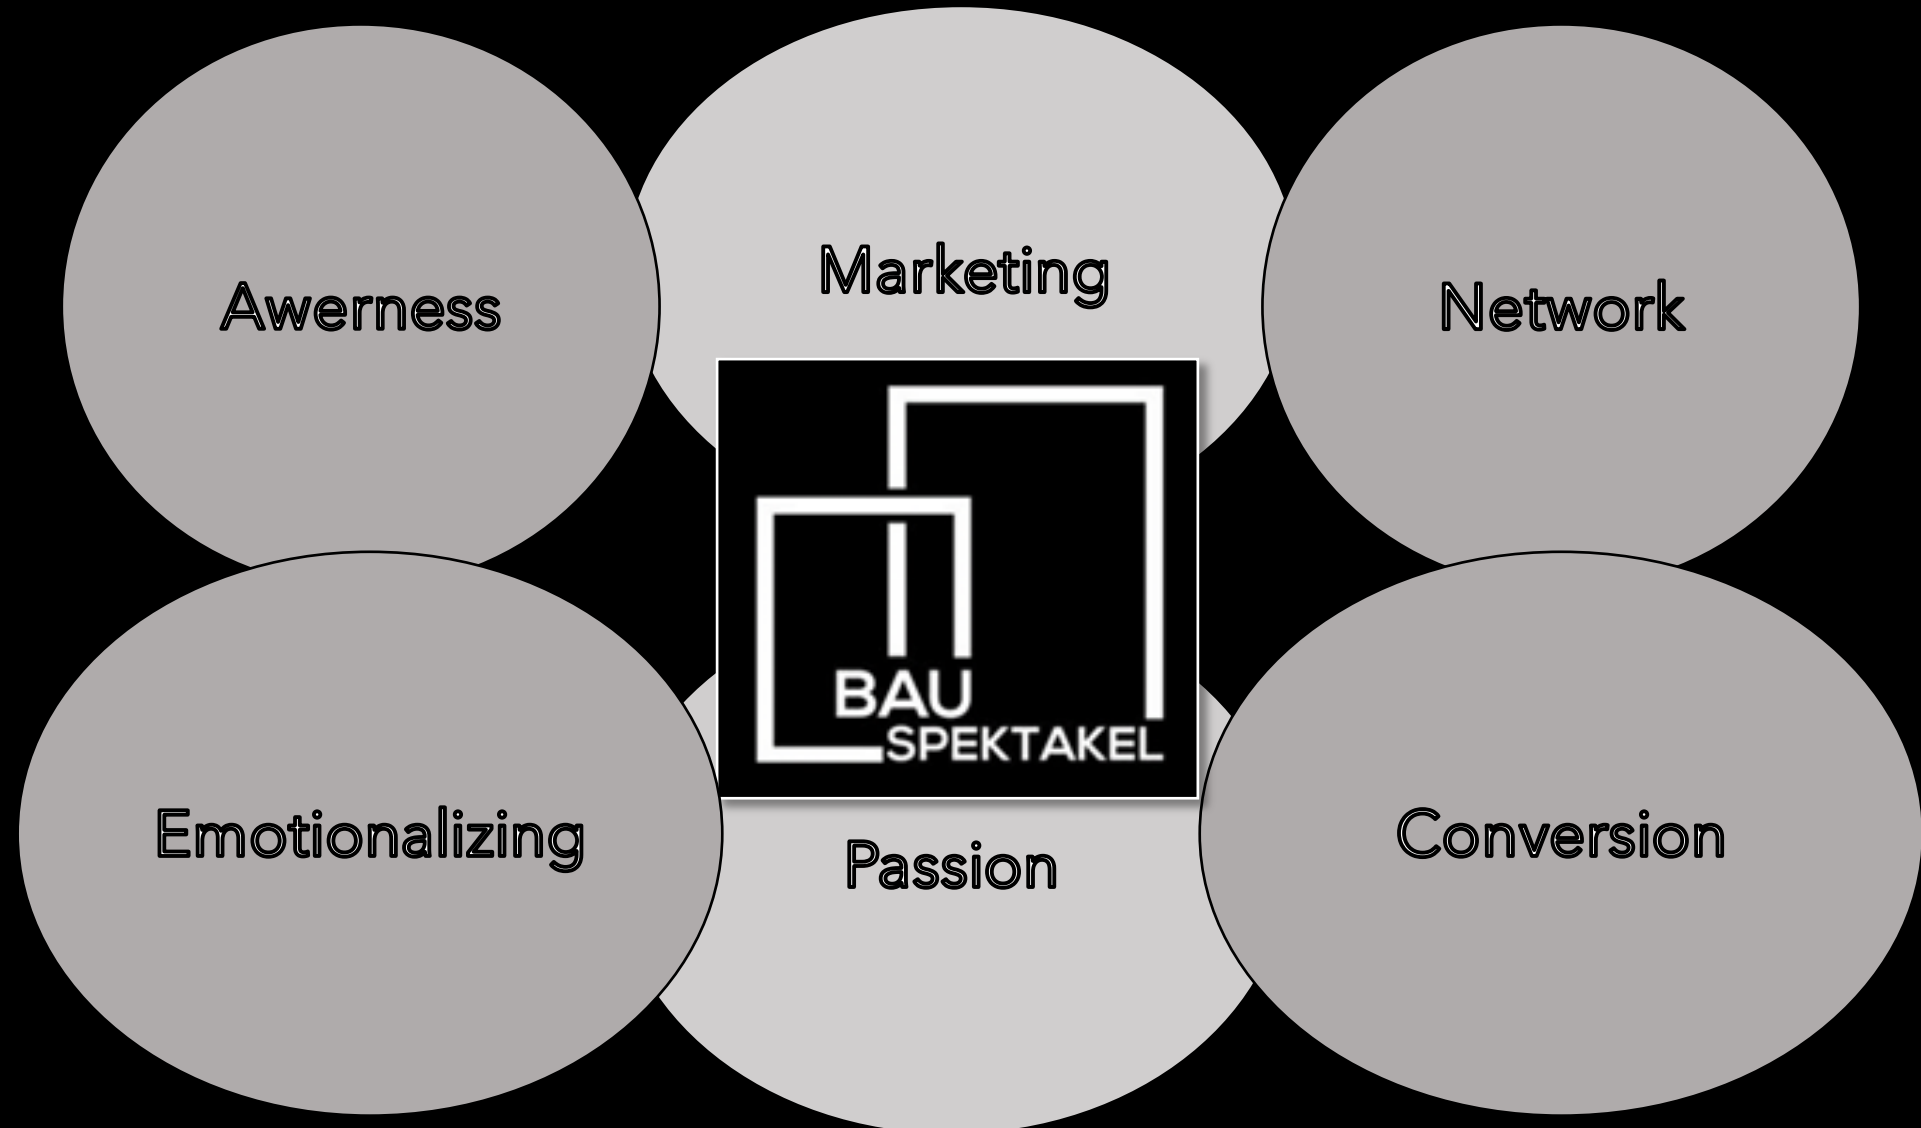 Awerness
Marketing
Network
BAU
SPEKTAKEL
Emotionalizing
Passion
Conversion